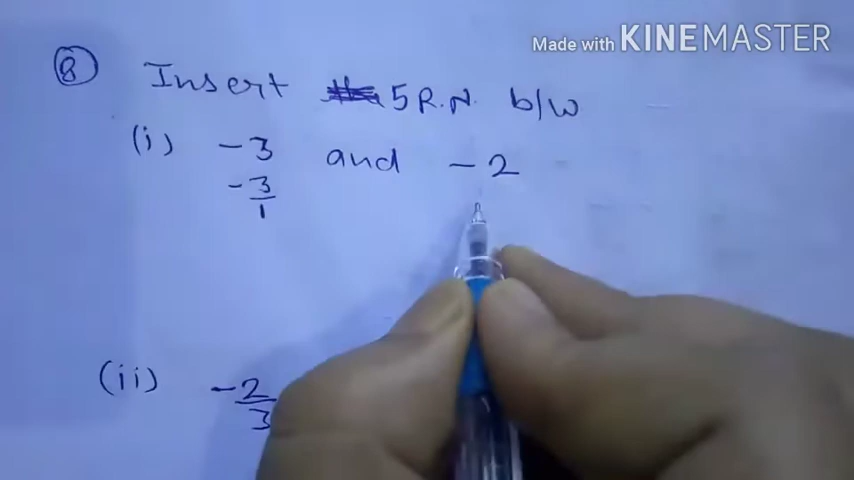 Made with KINEMASTER
8 Insert 5 R.N. b/w
(i) -3 and -2
-3/1
(ii) -2/3